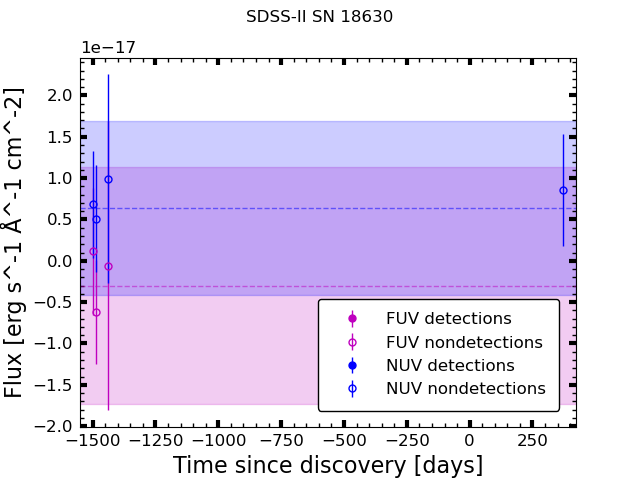 SDSS-II SN 18630
1e−17
2.0
1.5
1.0
0.5
0.0
−0.5
−1.0
−1.5
−2.0
Flux [erg s^-1 Å^-1 cm^-2]
FUV detections
FUV nondetections
NUV detections
NUV nondetections
−1500 −1250 −1000 −750 −500 −250 0 250
Time since discovery [days]